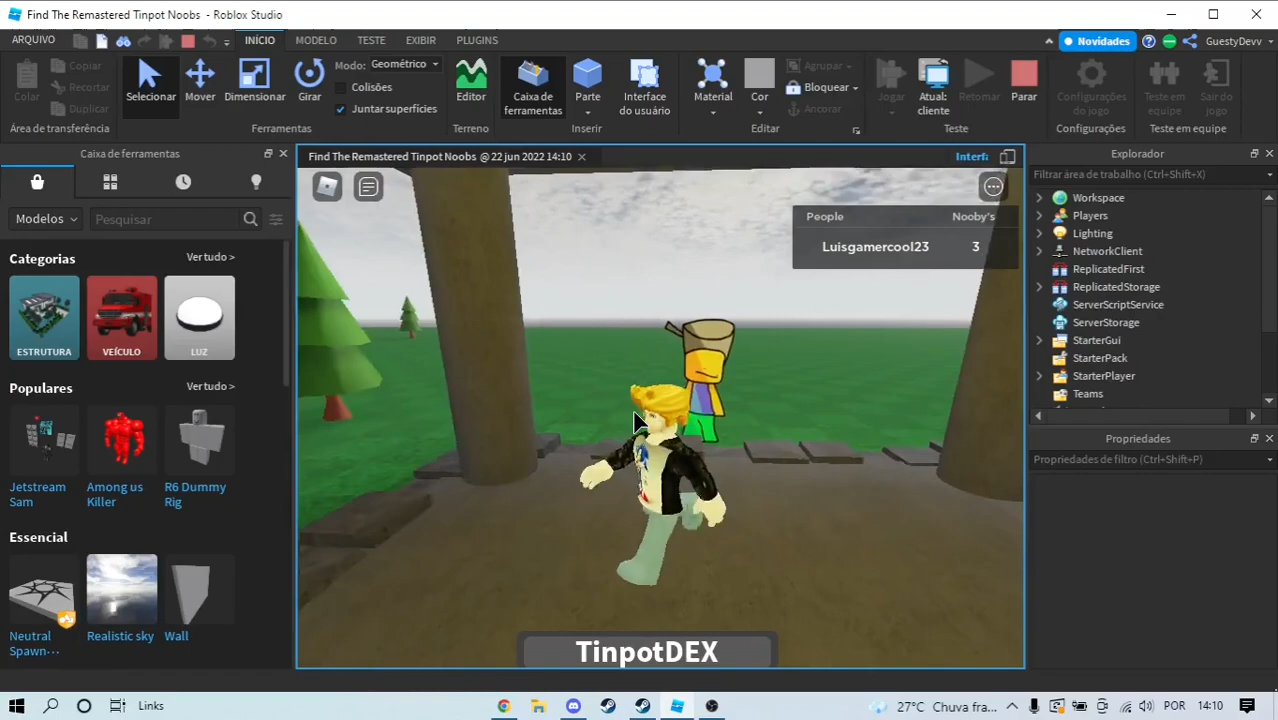 Find The Remastered Tinpot Noobs - Roblox Studio
ARQUIVO
INÍCIO
MODELO
TESTE
EXIBIR
PLUGINS
Novidades
GuestyDevv
Colar
Copiar
Recortar
Duplicar
Área de transferência
Selecionar
Mover
Dimensionar
Girar
Modo: Geométrico
Colisões
Juntar superfícies
Ferramentas
Editor
Terreno
Caixa de ferramentas
Parte
Interface do usuário
Inserir
Material
Cor
Agrupar
Bloquear
Ancorar
Editar
Jogar
Atual: cliente
Retomar
Parar
Teste
Configurações do jogo
Configurações
Teste em equipe
Sair do jogo
Teste em equipe
Caixa de ferramentas
Modelos
Pesquisar
Categorias
Ver tudo >
ESTRUTURA
VEÍCULO
LUZ
Populares
Ver tudo >
Jetstream Sam
Among us Killer
R6 Dummy Rig
Essencial
Neutral Spawn...
Realistic sky
Wall
Find The Remastered Tinpot Noobs @ 22 jun 2022 14:10
Interfa
People Nooby's
Luisgamercool23 3
TinpotDEX
Explorador
Filtrar área de trabalho (Ctrl+Shift+X)
Workspace
Players
Lighting
NetworkClient
ReplicatedFirst
ReplicatedStorage
ServerScriptService
ServerStorage
StarterGui
StarterPack
StarterPlayer
Teams
Propriedades
Propriedades de filtro (Ctrl+Shift+P)
Links
27°C Chuva fra...
POR
14:10